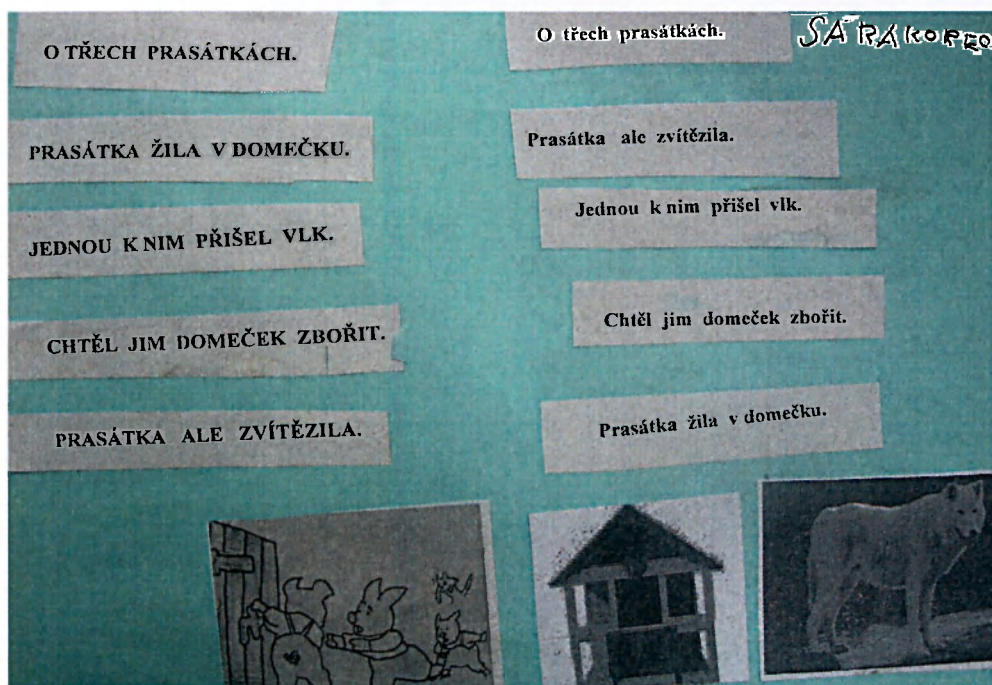 O TŘECH PRASÁTKÁCH.
PRASÁTKA ŽILA V DOMEČKU.
JEDNOU K NIM PŘIŠEL VLK.
CHTĚL JIM DOMEČEK ZBOŘIT.
PRASÁTKA ALE ZVÍTĚZILA.
O třech prasátkách.
SÁRA
Prasátka ale zvítězila.
Jednou k nim přišel vlk.
Chtěl jim domeček zbořit.
Prasátka žila v domečku.